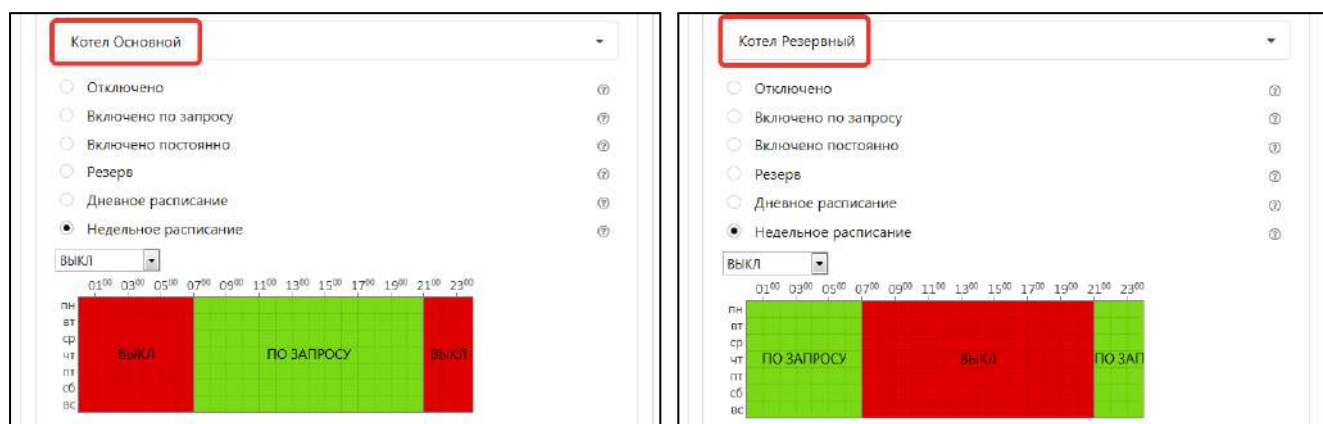 Котел Основной
Отключено
Включено по запросу
Включено постоянно
Резерв
Дневное расписание
Недельное расписание
ВЫКЛ
01⁰⁰ 03⁰⁰ 05⁰⁰ 07⁰⁰ 09⁰⁰ 11⁰⁰ 13⁰⁰ 15⁰⁰ 17⁰⁰ 19⁰⁰ 21⁰⁰ 23⁰⁰
пн
вт
ср
чт ВЫКЛ ПО ЗАПРОСУ ВЫКЛ
пт
сб
вс
Котел Резервный
Отключено
Включено по запросу
Включено постоянно
Резерв
Дневное расписание
Недельное расписание
ВЫКЛ
01⁰⁰ 03⁰⁰ 05⁰⁰ 07⁰⁰ 09⁰⁰ 11⁰⁰ 13⁰⁰ 15⁰⁰ 17⁰⁰ 19⁰⁰ 21⁰⁰ 23⁰⁰
пн
вт
ср
чт ПО ЗАПРОСУ ВЫКЛ ПО ЗАП
пт
сб
вс